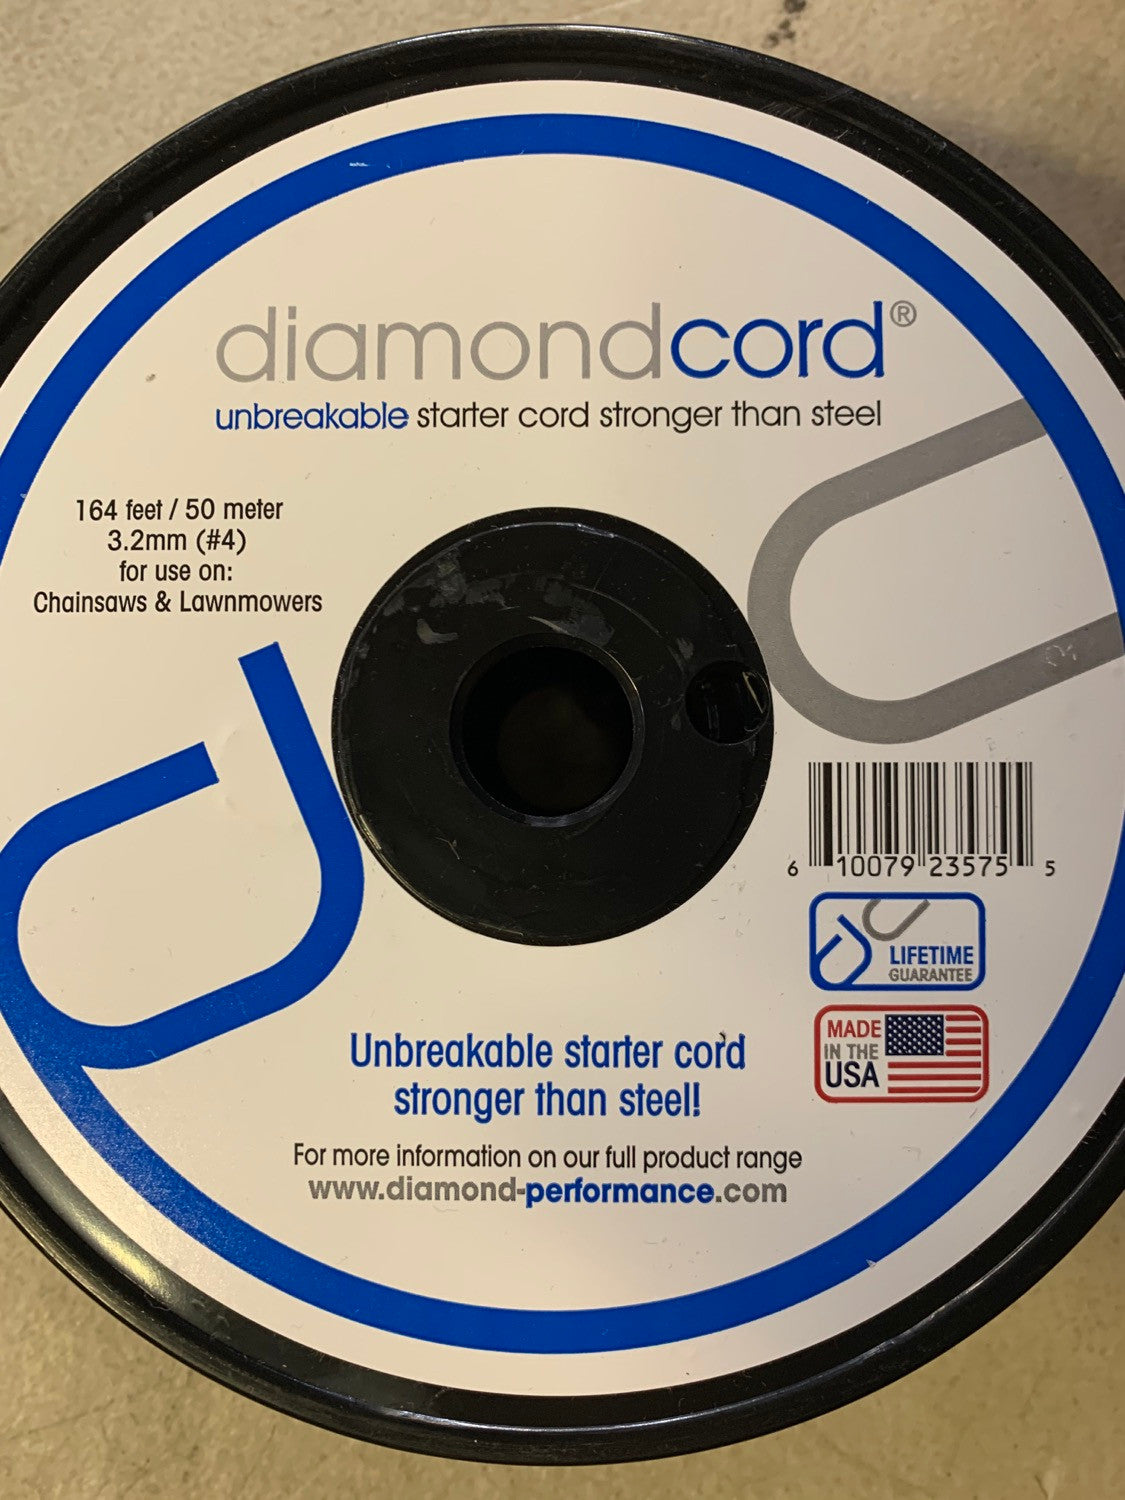 diamondcord®
unbreakable starter cord stronger than steel
164 feet / 50 meter
3.2mm (#4)
for use on:
Chainsaws & Lawnmowers
6 10079 23575 5
LIFETIME
GUARANTEE
MADE
IN THE
USA
Unbreakable starter cord
stronger than steel!
For more information on our full product range
www.diamond-performance.com